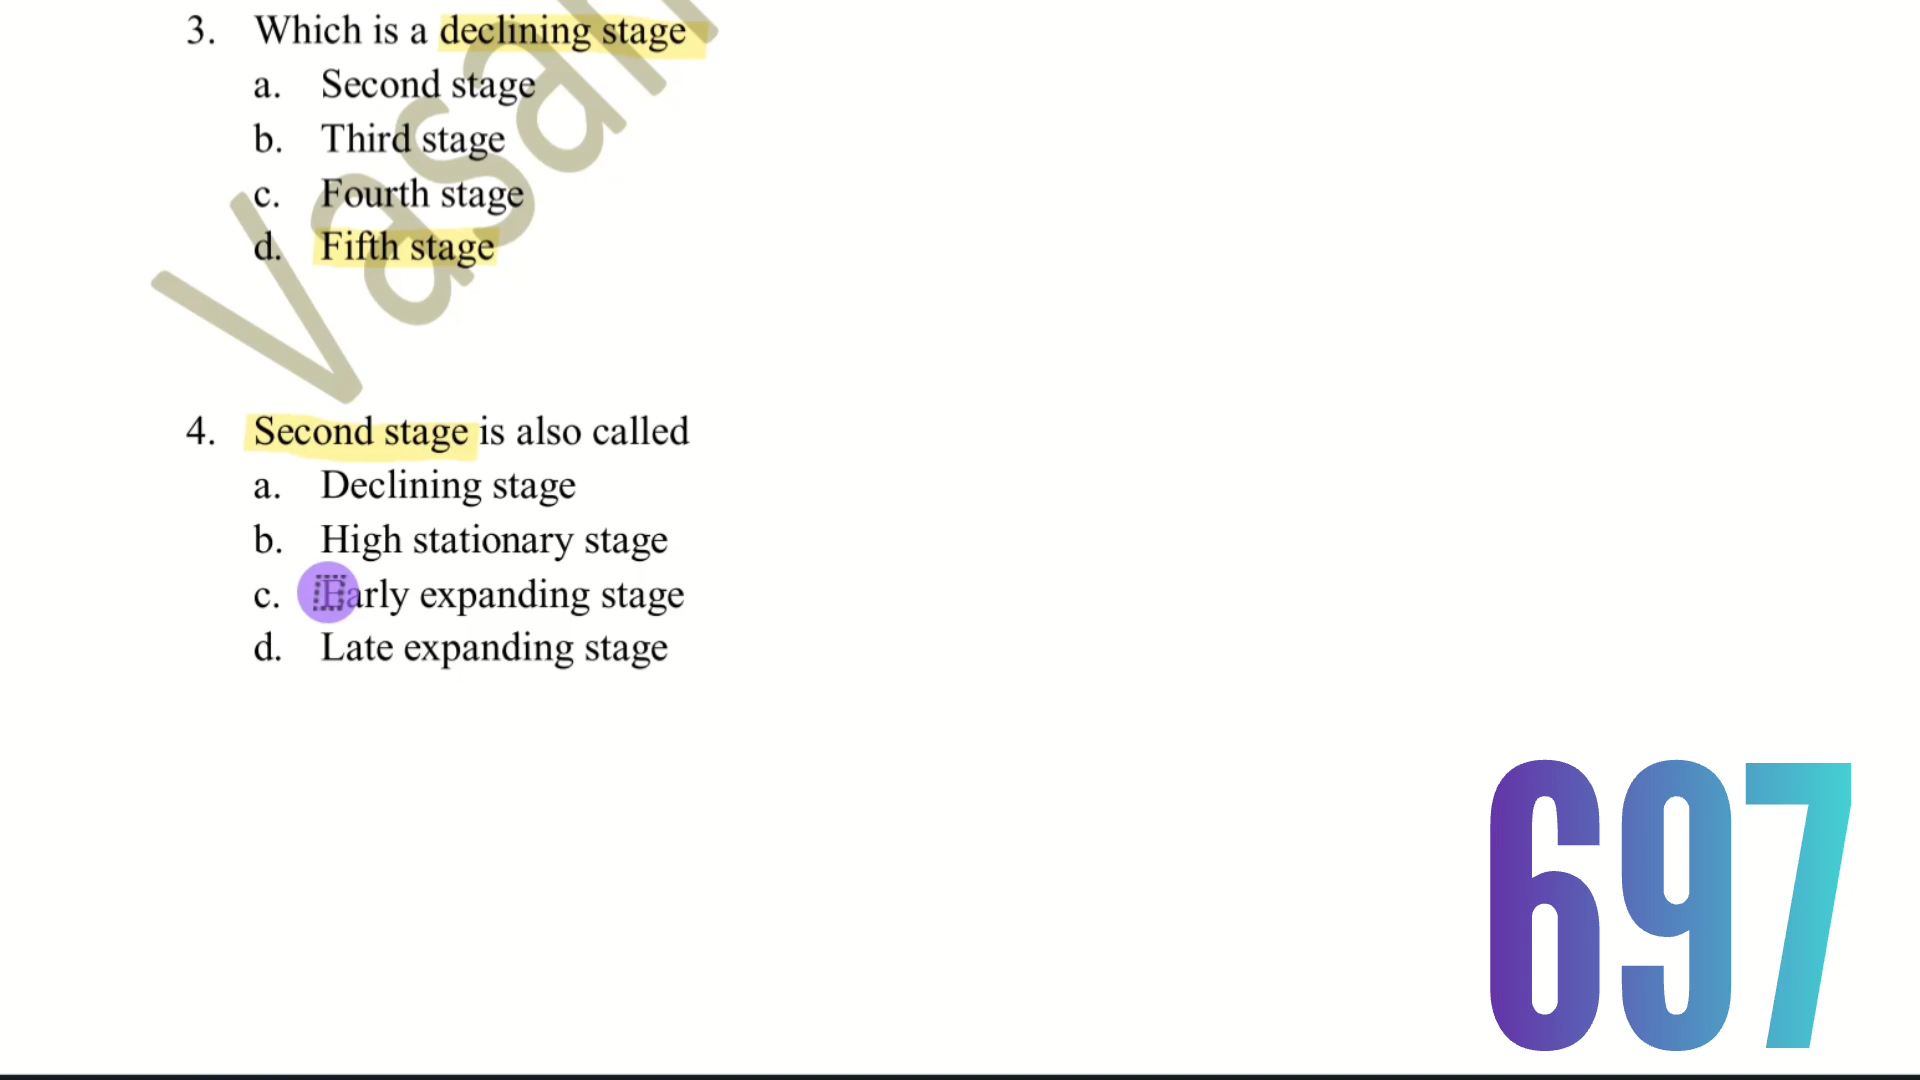 3. Which is a declining stage
a. Second stage
b. Third stage
c. Fourth stage
d. Fifth stage
Vasan
4. Second stage is also called
a. Declining stage
b. High stationary stage
c. Early expanding stage
d. Late expanding stage
697